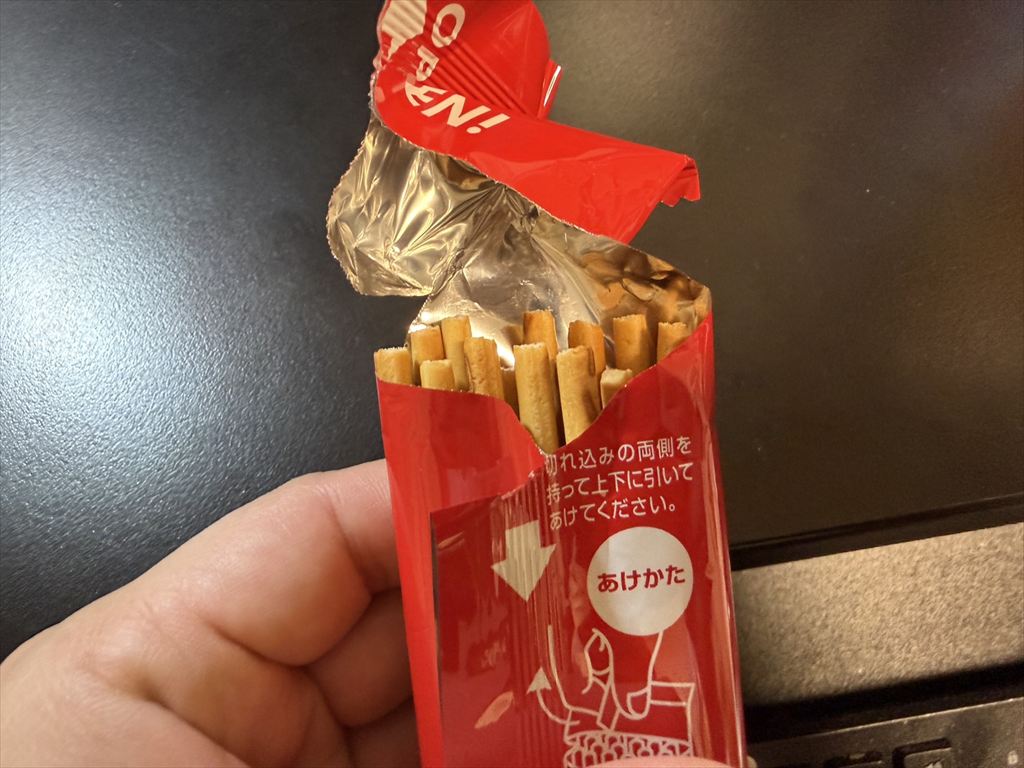 切れ込みの両側を
持って上下に引いて
あけてください。
あけかた